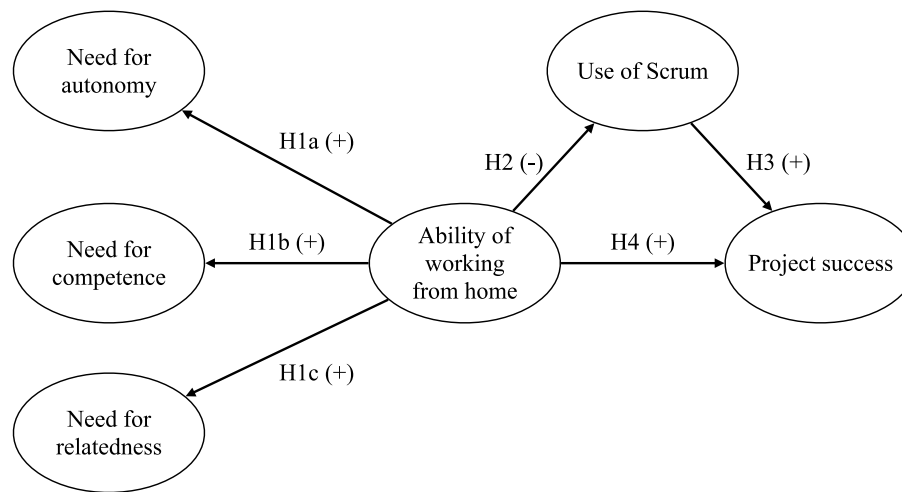 Need for
autonomy
Use of Scrum
H1a (+)
H2 (-)
H3 (+)
Need for
competence
H1b (+)
Ability of
working
from home
H4 (+)
Project success
H1c (+)
Need for
relatedness